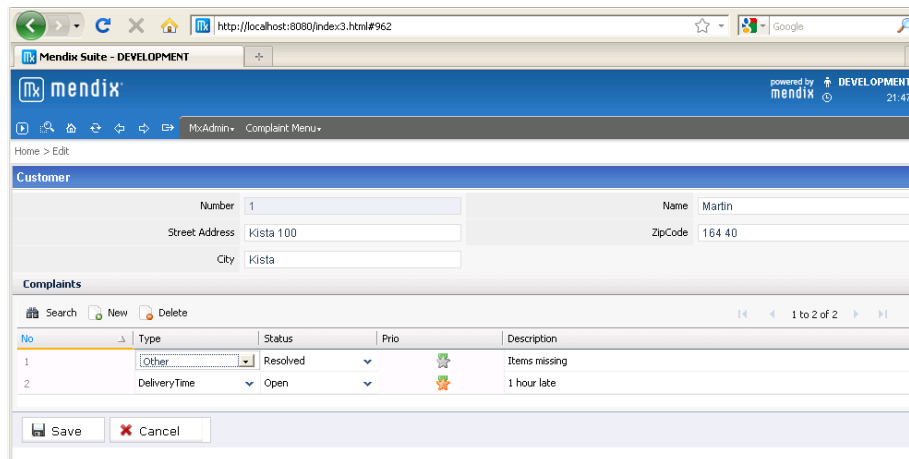 http://localhost:8080/index3.html#962
Google
Mendix Suite - DEVELOPMENT
mendix
powered by mendix
DEVELOPMENT
21:47
MxAdmin Complaint Menu
Home > Edit
Customer
Number 1 Name Martin
Street Address Kista 100 ZipCode 164 40
City Kista
Complaints
Search New Delete 1 to 2 of 2
No Type Status Prio Description
1 Other Resolved Items missing
2 DeliveryTime Open 1 hour late
Save Cancel